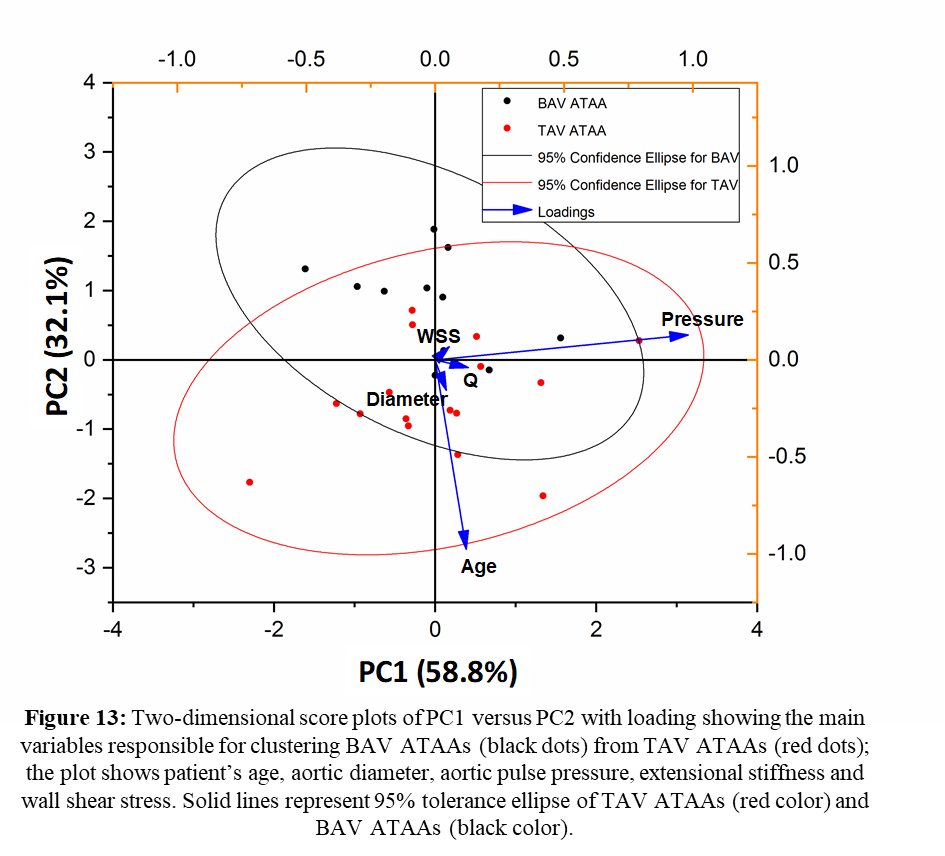 -1.0 -0.5 0.0 0.5 1.0
4
3
2
1
0
-1
-2
-3
PC2 (32.1%)
BAV ATAA
TAV ATAA
95% Confidence Ellipse for BAV
95% Confidence Ellipse for TAV
Loadings
1.0
0.5
0.0
-0.5
-1.0
Pressure
WSS
Q
Diameter
Age
-4 -2 0 2 4
PC1 (58.8%)
Figure 13: Two-dimensional score plots of PC1 versus PC2 with loading showing the main
variables responsible for clustering BAV ATAAs (black dots) from TAV ATAAs (red dots);
the plot shows patient's age, aortic diameter, aortic pulse pressure, extensional stiffness and
wall shear stress. Solid lines represent 95% tolerance ellipse of TAV ATAAs (red color) and
BAV ATAAs (black color).